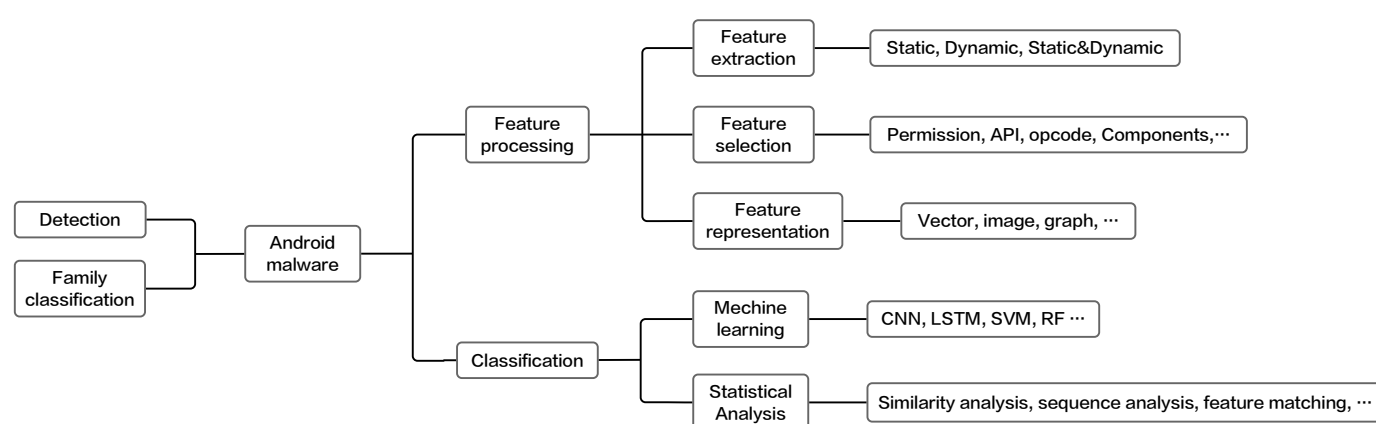 Detection
Family
classification
Android
malware
Feature
processing
Feature
extraction
Static, Dynamic, Static&Dynamic
Feature
selection
Permission, API, opcode, Components,···
Feature
representation
Vector, image, graph, ···
Classification
Mechine
learning
CNN, LSTM, SVM, RF ···
Statistical
Analysis
Similarity analysis, sequence analysis, feature matching, ···